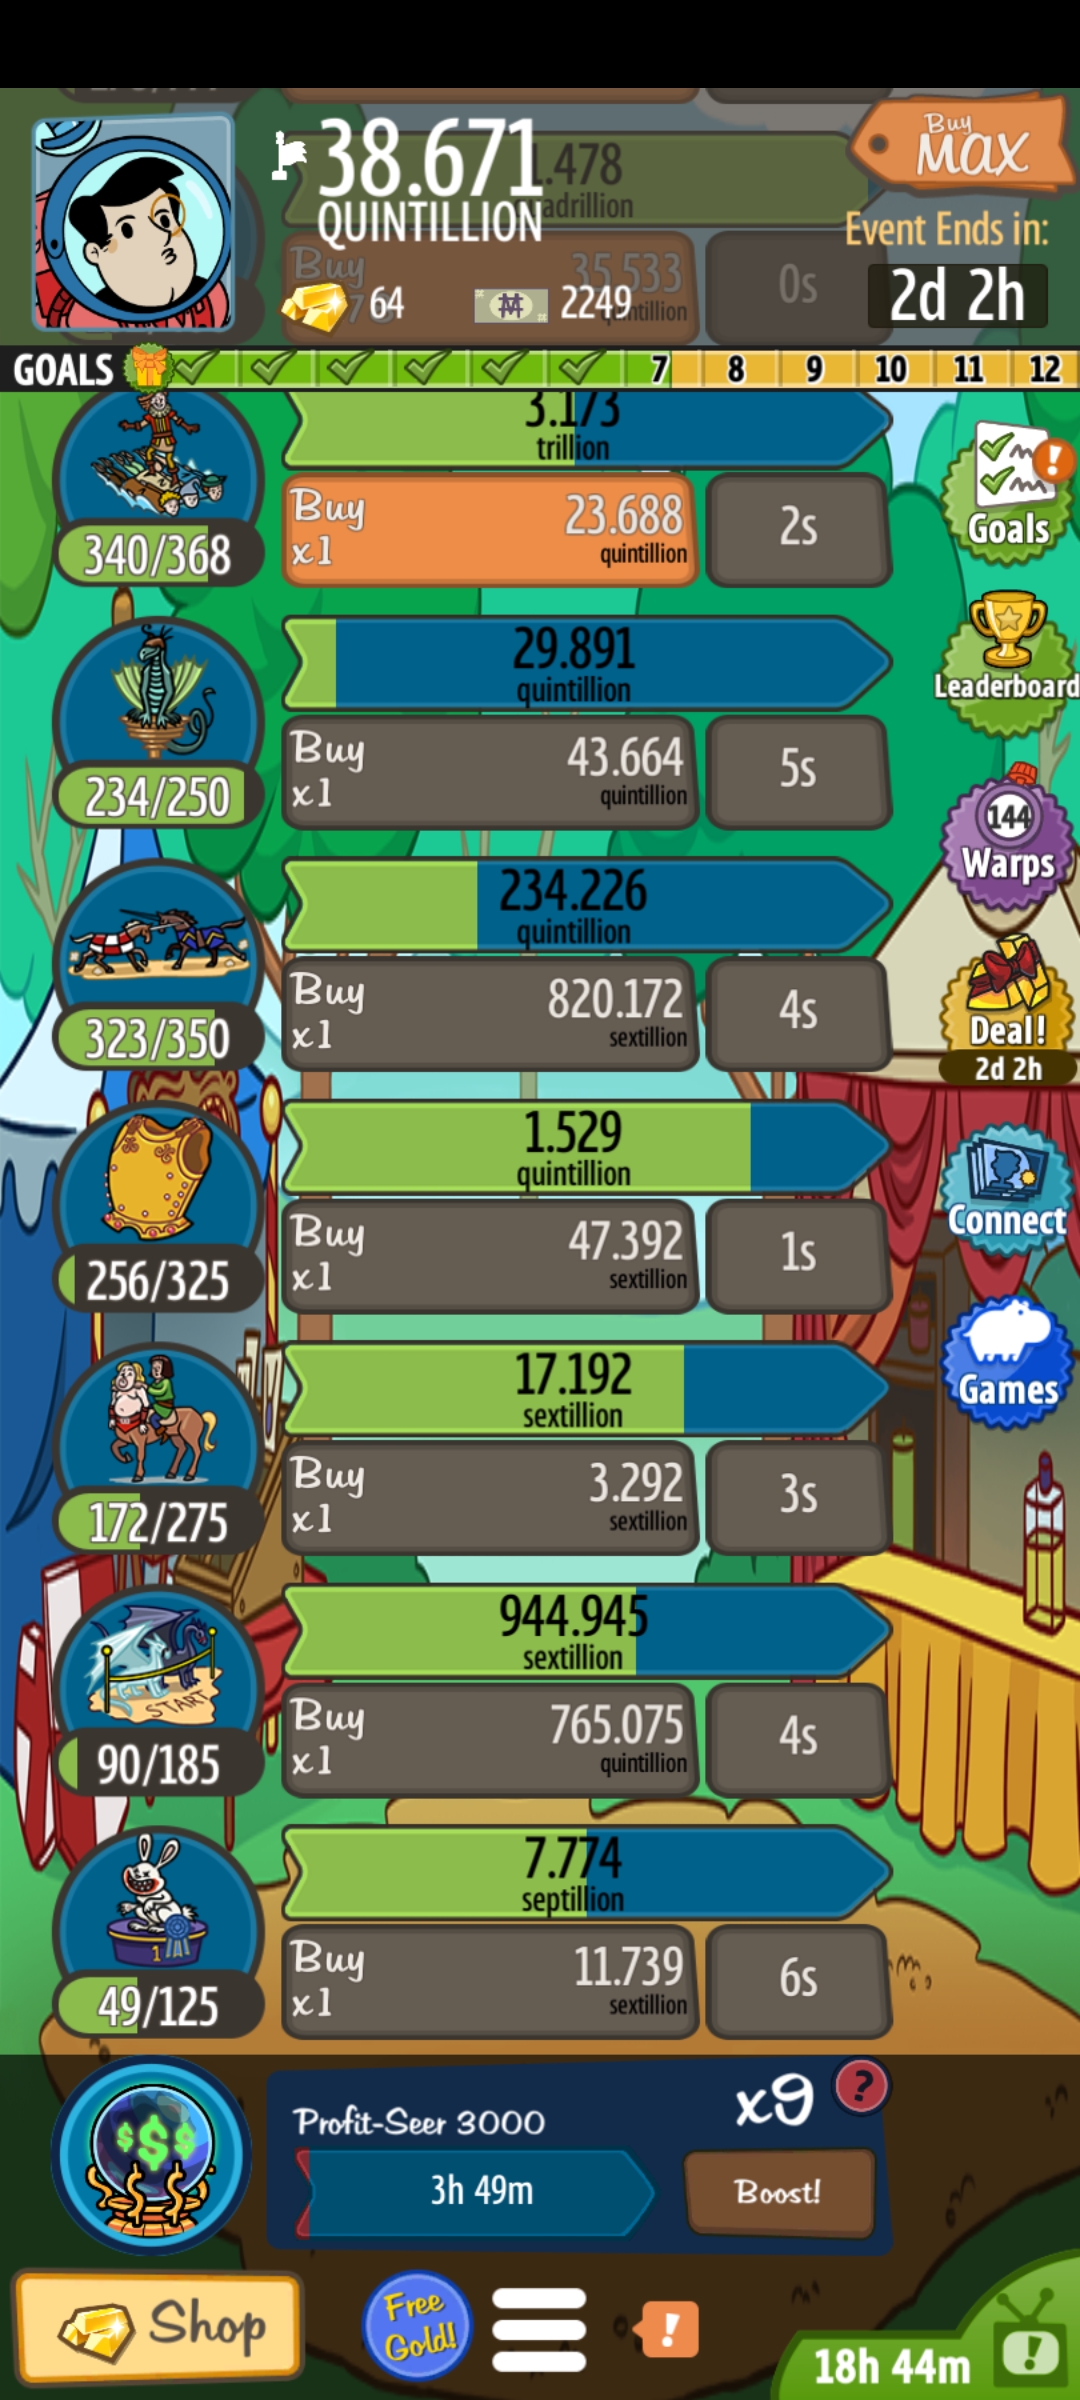 38.671
QUINTILLION
1.478
quadrillion
Buy
MAX
Event Ends in:
2d 2h
Buy
35.533
0s
64
2249
GOALS
7
8
9
10
11
12
3.173
trillion
340/368
Buy
x1
23.688
quintillion
2s
Goals
29.891
quintillion
234/250
Buy
x1
43.664
quintillion
5s
Leaderboard
144
Warps
234.226
quintillion
323/350
Buy
x1
820.172
sextillion
4s
Deal!
2d 2h
1.529
quintillion
256/325
Buy
x1
47.392
sextillion
1s
Connect
17.192
sextillion
172/275
Buy
x1
3.292
sextillion
3s
Games
944.945
sextillion
START
90/185
Buy
x1
765.075
quintillion
4s
7.774
septillion
1
49/125
Buy
x1
11.739
sextillion
6s
$$$
Profit-Seer 3000
x9
?
3h 49m
Boost!
Shop
Free
Gold!
!
18h 44m
!